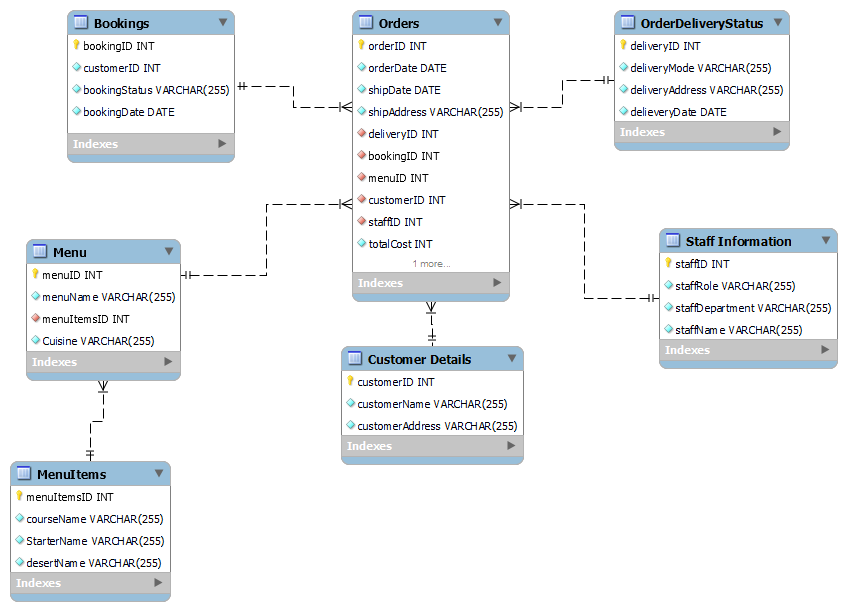 Bookings
bookingID INT
customerID INT
bookingStatus VARCHAR(255)
bookingDate DATE
Indexes
Orders
orderID INT
orderDate DATE
shipDate DATE
shipAddress VARCHAR(255)
deliveryID INT
bookingID INT
menuID INT
customerID INT
staffID INT
totalCost INT
1 more...
Indexes
OrderDeliveryStatus
deliveryID INT
deliveryMode VARCHAR(255)
deliveryAddress VARCHAR(255)
delieveryDate DATE
Indexes
Menu
menuID INT
menuName VARCHAR(255)
menuItemsID INT
Cuisine VARCHAR(255)
Indexes
Staff Information
staffID INT
staffRole VARCHAR(255)
staffDepartment VARCHAR(255)
staffName VARCHAR(255)
Indexes
Customer Details
customerID INT
customerName VARCHAR(255)
customerAddress VARCHAR(255)
Indexes
MenuItems
menuItemsID INT
courseName VARCHAR(255)
StarterName VARCHAR(255)
desertName VARCHAR(255)
Indexes